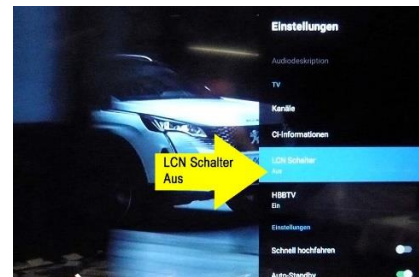 Einstellungen
Audiodeskription
TV
Kanäle
CI-Informationen
LCN Schalter
Aus
LCN Schalter
Aus
HBBTV
Ein
Einstellungen
Schnell hochfahren
Auto-Standby